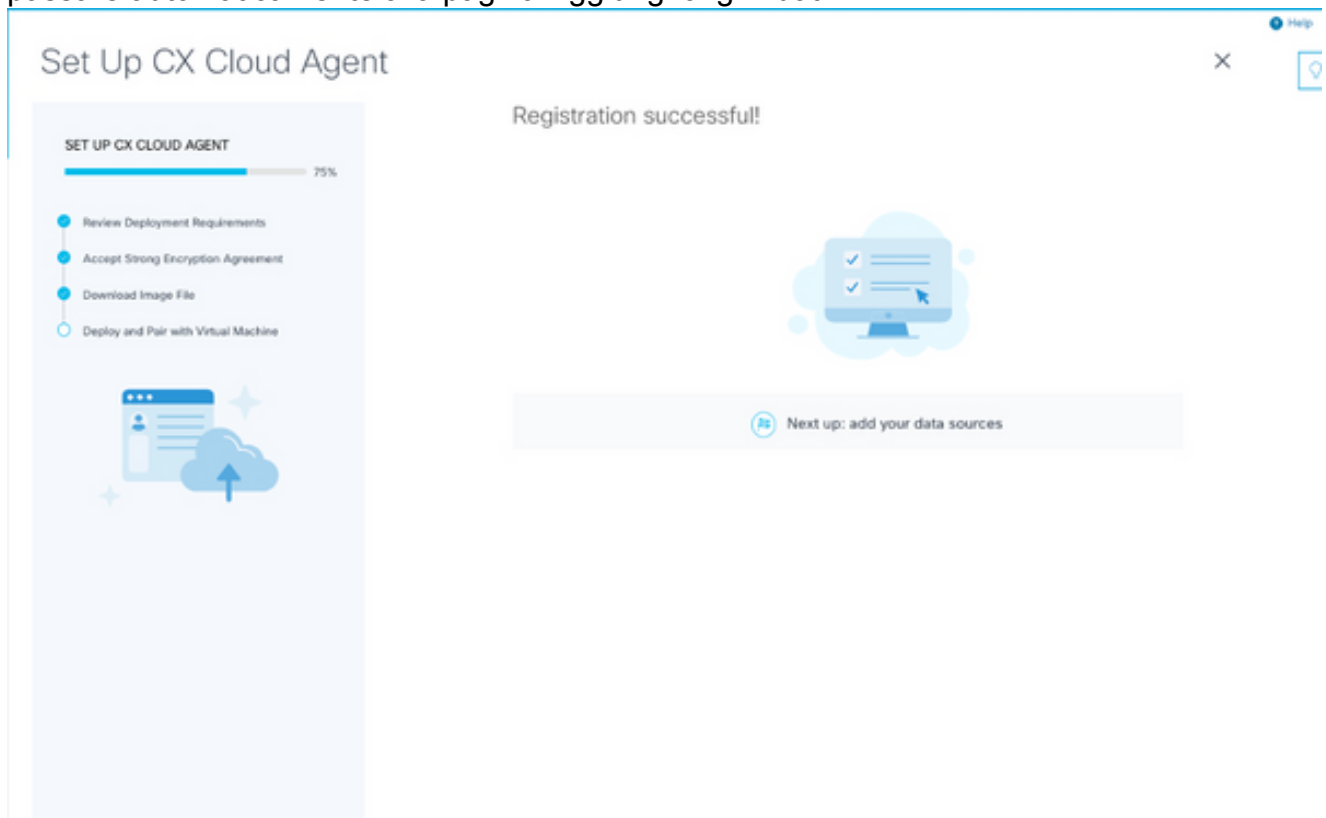 Help
Set Up CX Cloud Agent
Registration successful!
SET UP CX CLOUD AGENT
75%
Review Deployment Requirements
Accept Strong Encryption Agreement
Download Image File
Deploy and Pair with Virtual Machine
Next up: add your data sources